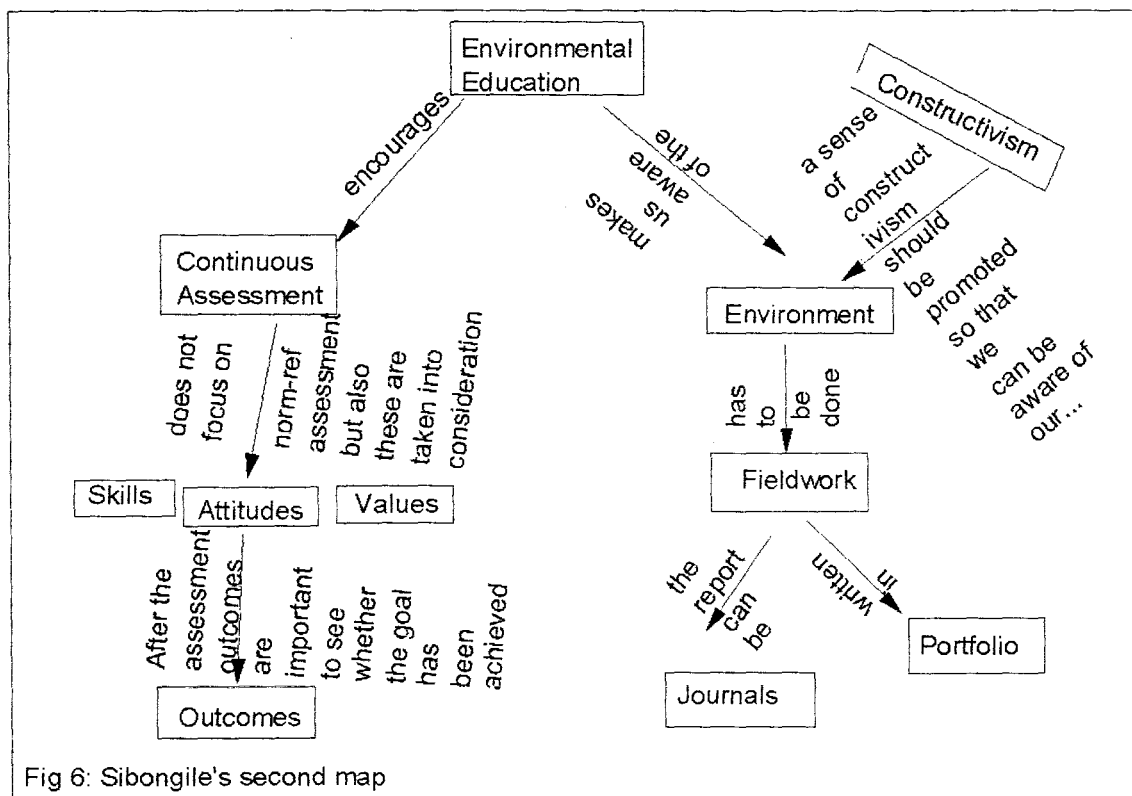 Environmental
Education
Constructivism
encourages
makes
us
aware
of the
a sense
of
construct
ivism
should
be
promoted
so that
we
can be
aware of
our...
Continuous
Assessment
Environment
does not
focus on
norm-ref
assessment
but also
these are
taken into
consideration
has
to
be
done
Skills
Attitudes
Values
Fieldwork
After the
assessment
outcomes
are
important
to see
whether
the goal
has
been
achieved
the
report
can
be
written
in
Outcomes
Journals
Portfolio
Fig 6: Sibongile's second map